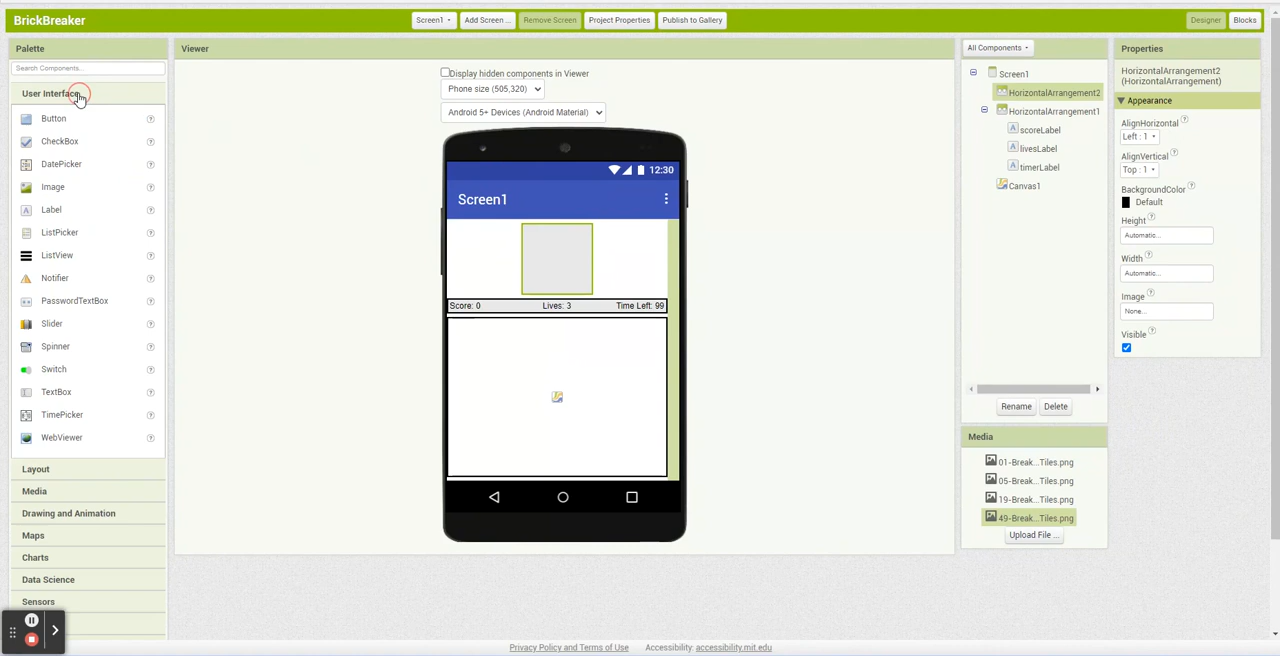 BrickBreaker
Screen1
Add Screen ...
Remove Screen
Project Properties
Publish to Gallery
Designer
Blocks
Palette
Search Components...
User Interface
Button
CheckBox
DatePicker
Image
Label
ListPicker
ListView
Notifier
PasswordTextBox
Slider
Spinner
Switch
TextBox
TimePicker
WebViewer
Layout
Media
Drawing and Animation
Maps
Charts
Data Science
Sensors
Viewer
Display hidden components in Viewer
Phone size (505,320)
Android 5+ Devices (Android Material)
12:30
Screen1
Score: 0 Lives: 3 Time Left: 99
All Components
Screen1
HorizontalArrangement2
HorizontalArrangement1
scoreLabel
livesLabel
timerLabel
Canvas1
Rename Delete
Media
01-Break...Tiles.png
05-Break...Tiles.png
19-Break...Tiles.png
49-Break...Tiles.png
Upload File ...
Properties
HorizontalArrangement2
(HorizontalArrangement)
Appearance
AlignHorizontal
Left : 1
AlignVertical
Top : 1
BackgroundColor
Default
Height
Automatic...
Width
Automatic...
Image
None...
Visible
Privacy Policy and Terms of Use Accessibility: accessibility.mit.edu